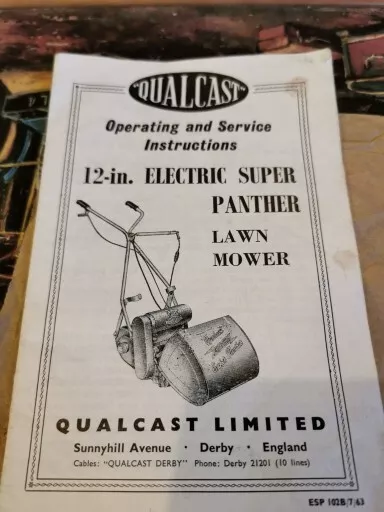 "QUALCAST"
Operating and Service
Instructions
12-in. ELECTRIC SUPER
PANTHER
LAWN
MOWER
QUALCAST LIMITED
Sunnyhill Avenue · Derby · England
Cables: "QUALCAST DERBY" Phone: Derby 21201 (10 lines)
ESP 102B/7/63